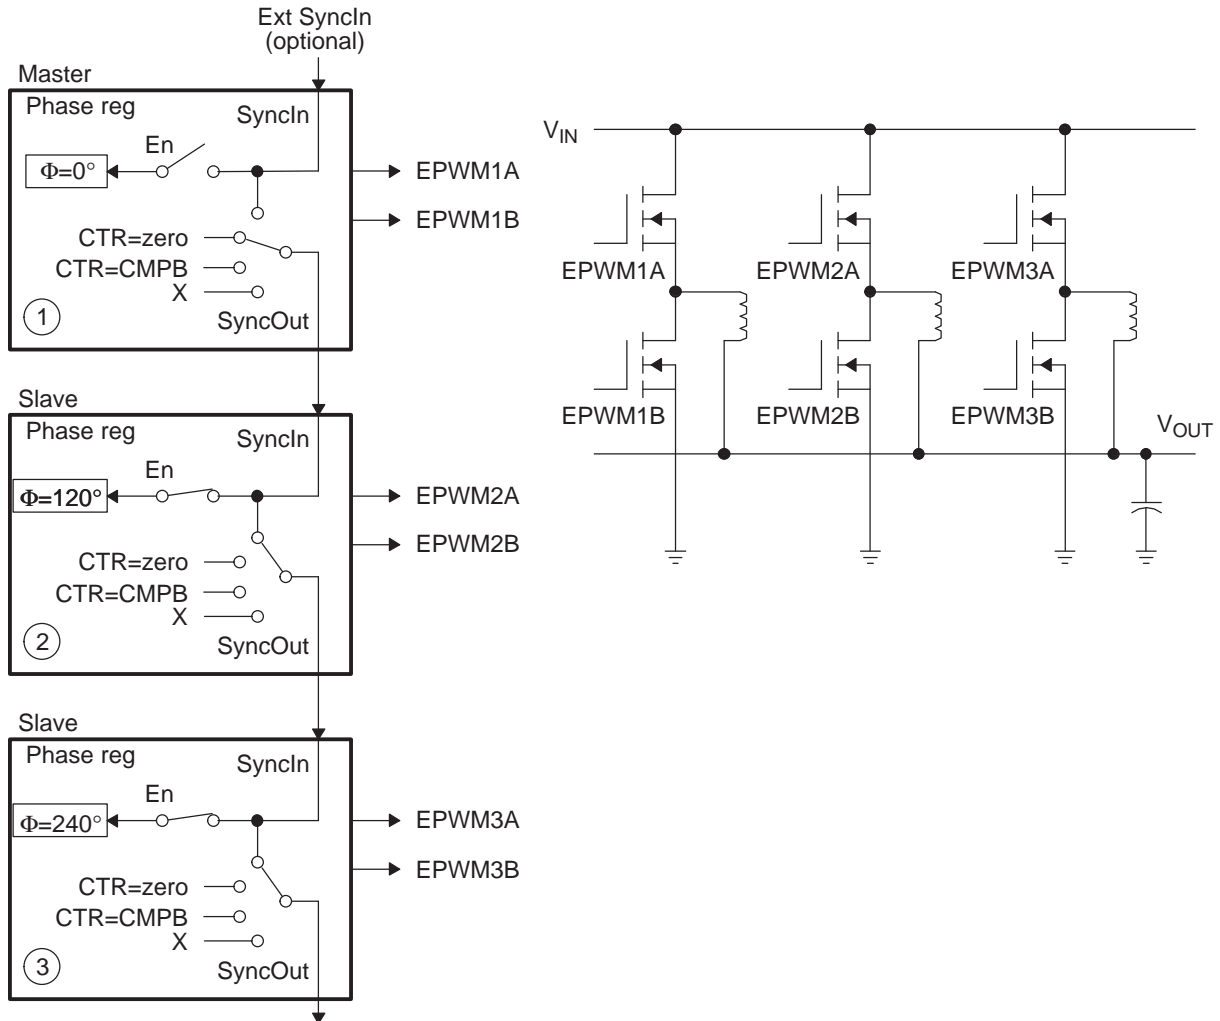 Ext SyncIn
(optional)
Master
Phase reg
SyncIn
En
Φ=0°
EPWM1A
EPWM1B
CTR=zero
CTR=CMPB
X
1
SyncOut
Slave
Phase reg
SyncIn
En
Φ=120°
EPWM2A
EPWM2B
CTR=zero
CTR=CMPB
X
2
SyncOut
Slave
Phase reg
SyncIn
En
Φ=240°
EPWM3A
EPWM3B
CTR=zero
CTR=CMPB
X
3
SyncOut
VIN
EPWM1A
EPWM2A
EPWM3A
EPWM1B
EPWM2B
EPWM3B
VOUT